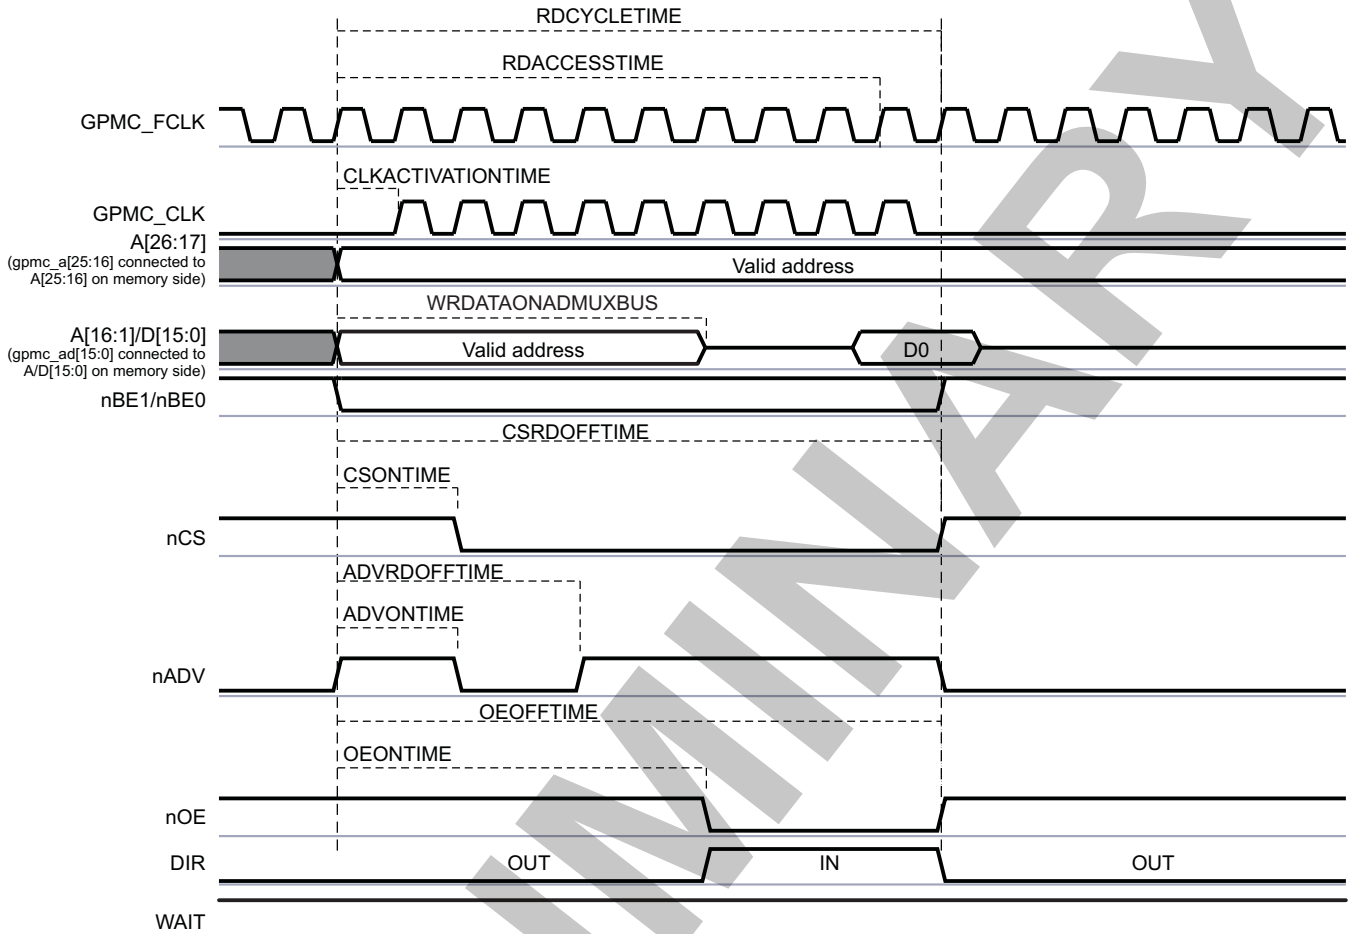 RDCYCLETIME
RDACCESSTIME
GPMC_FCLK
CLKACTIVATIONTIME
GPMC_CLK
A[26:17]
(gpmc_a[25:16] connected to
A[25:16] on memory side)
Valid address
WRDATAONADMUXBUS
A[16:1]/D[15:0]
(gpmc_ad[15:0] connected to
A/D[15:0] on memory side)
Valid address
D0
nBE1/nBE0
CSRDOFFTIME
CSONTIME
nCS
ADVRDOFFTIME
ADVONTIME
nADV
OEOFFTIME
OEONTIME
nOE
DIR
OUT
IN
OUT
WAIT
IMINARY